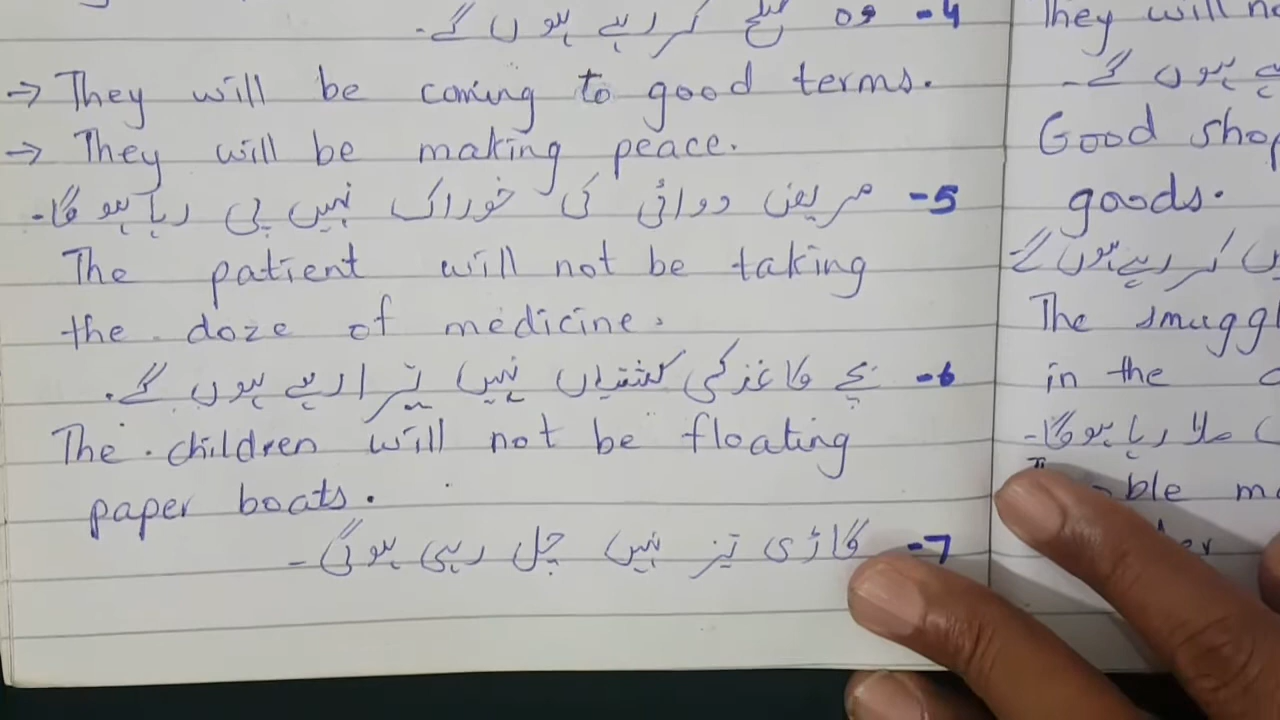 4- وہ صلح کر رہے ہوں گے۔
→ They will be coming to good terms.
→ They will be making peace.
5- مریض دوائی کی خوراک نہیں پی رہا ہو گا۔
The patient will not be taking
the doze of medicine.
6- بچے کاغذ کی کشتیاں نہیں تیرا رہے ہوں گے۔
The children will not be floating
paper boats.
7- گاڑی تیز نہیں چل رہی ہو گی۔
They will
ہوں گے۔
Good
goods.
کر رہے ہوں گے
The
in the
ملا رہا ہو گا۔